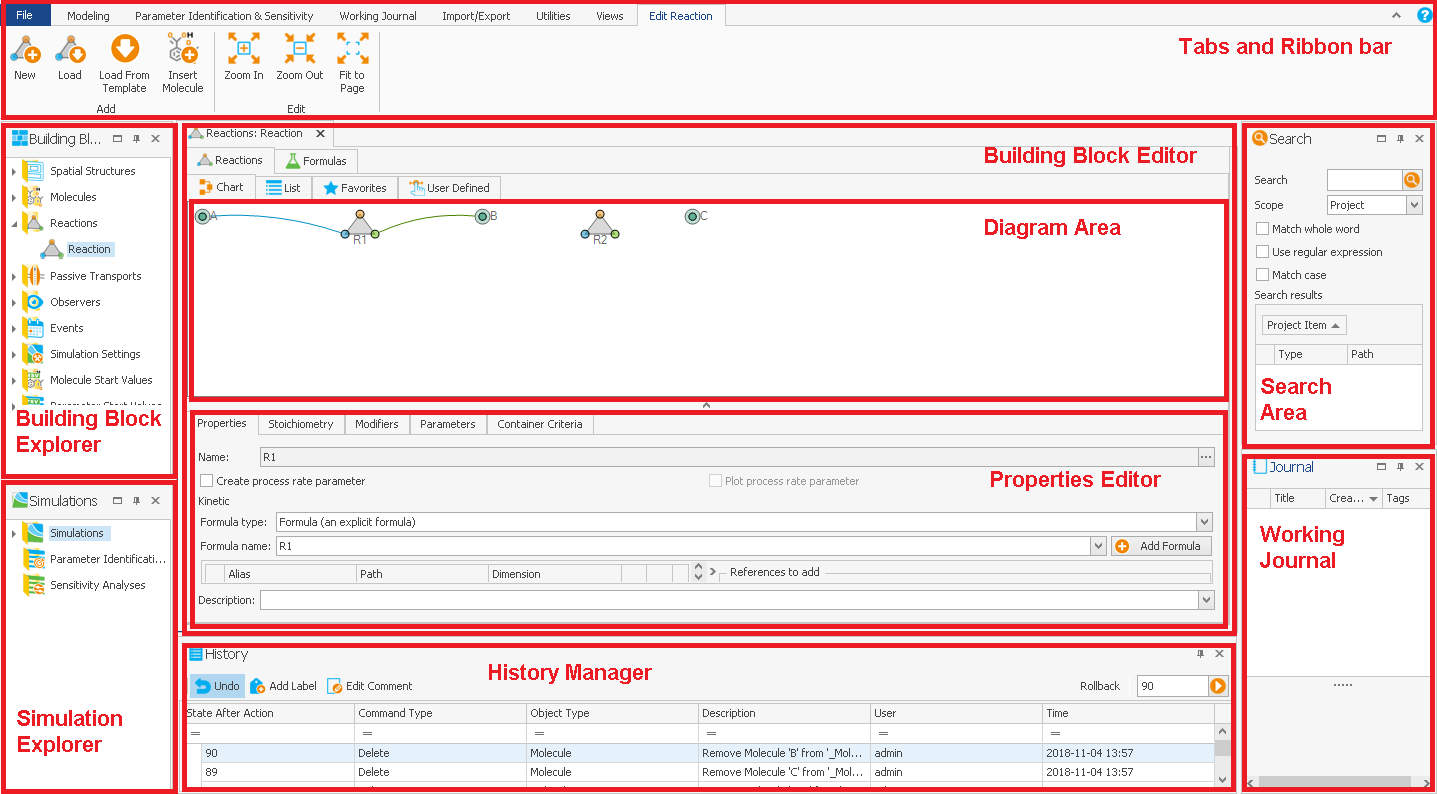 File Modeling Parameter Identification & Sensitivity Working Journal Import/Export Utilities Views Edit Reaction
Tabs and Ribbon bar
New Load Load From Template Insert Molecule Zoom In Zoom Out Fit to Page
Add Edit
Building Bl...
Spatial Structures
Molecules
Reactions
Reaction
Passive Transports
Observers
Events
Simulation Settings
Molecule Start Values
Parameter Start Values
Building Block
Explorer
Simulations
Simulations
Parameter Identificati...
Sensitivity Analyses
Simulation
Explorer
Reactions: Reaction
Building Block Editor
Reactions Formulas
Chart List Favorites User Defined
A R1 B R2 C
Diagram Area
Properties Stoichiometry Modifiers Parameters Container Criteria
Name: R1 ...
Properties Editor
Create process rate parameter Plot process rate parameter
Kinetic
Formula type: Formula (an explicit formula)
Formula name: R1 Add Formula
Alias Path Dimension References to add
Description:
History
History Manager
Undo Add Label Edit Comment Rollback 90
State After Action Command Type Object Type Description User Time
= = = = = =
90 Delete Molecule Remove Molecule 'B' from '_Mol... admin 2018-11-04 13:57
89 Delete Molecule Remove Molecule 'C' from '_Mol... admin 2018-11-04 13:57
Search
Search
Scope Project
Match whole word
Use regular expression
Match case
Search results
Project Item
Type Path
Search
Area
Journal
Title Crea... Tags
Working
Journal